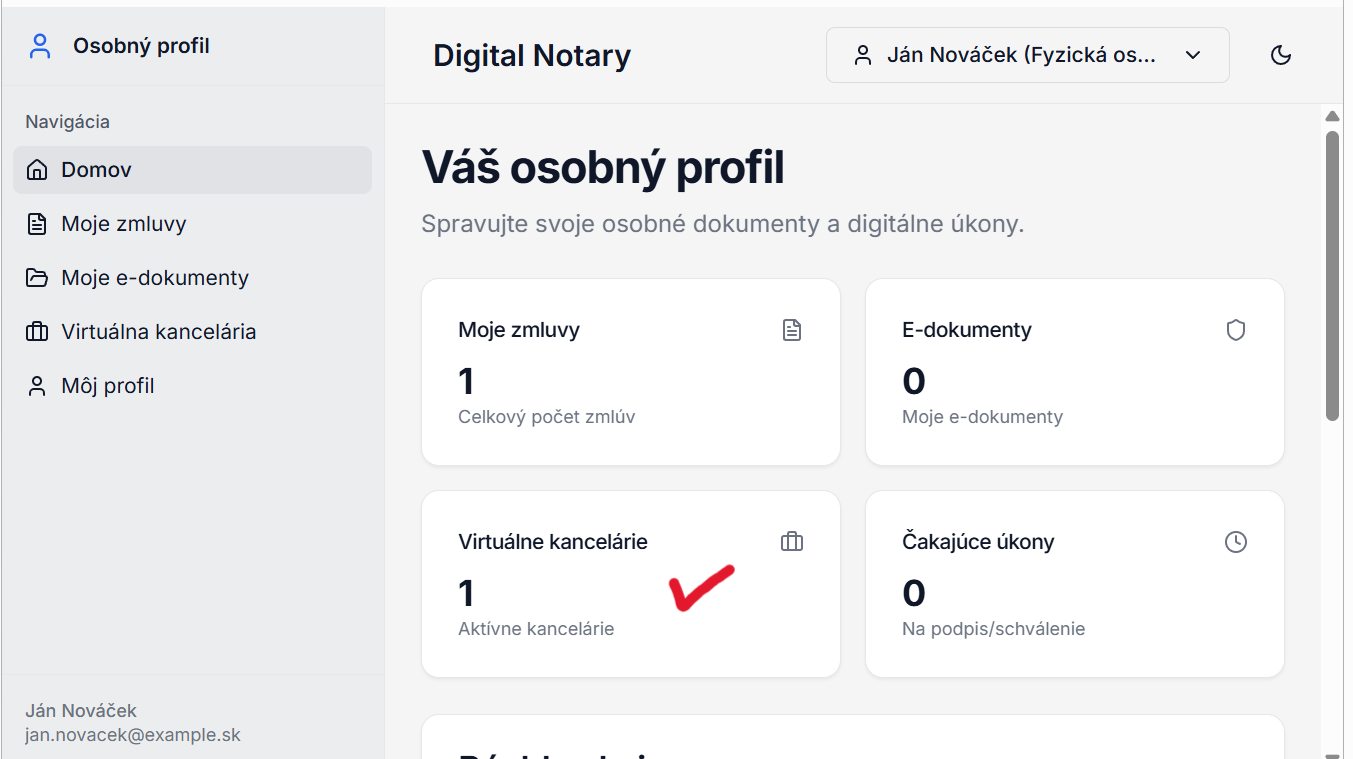 Osobný profil
Digital Notary
Ján Nováček (Fyzická os...
Navigácia
Domov
Moje zmluvy
Moje e-dokumenty
Virtuálna kancelária
Môj profil
Váš osobný profil
Spravujte svoje osobné dokumenty a digitálne úkony.
Moje zmluvy
1
Celkový počet zmlúv
E-dokumenty
0
Moje e-dokumenty
Virtuálne kancelárie
1
Aktívne kancelárie
Čakajúce úkony
0
Na podpis/schválenie
Ján Nováček
jan.novacek@example.sk